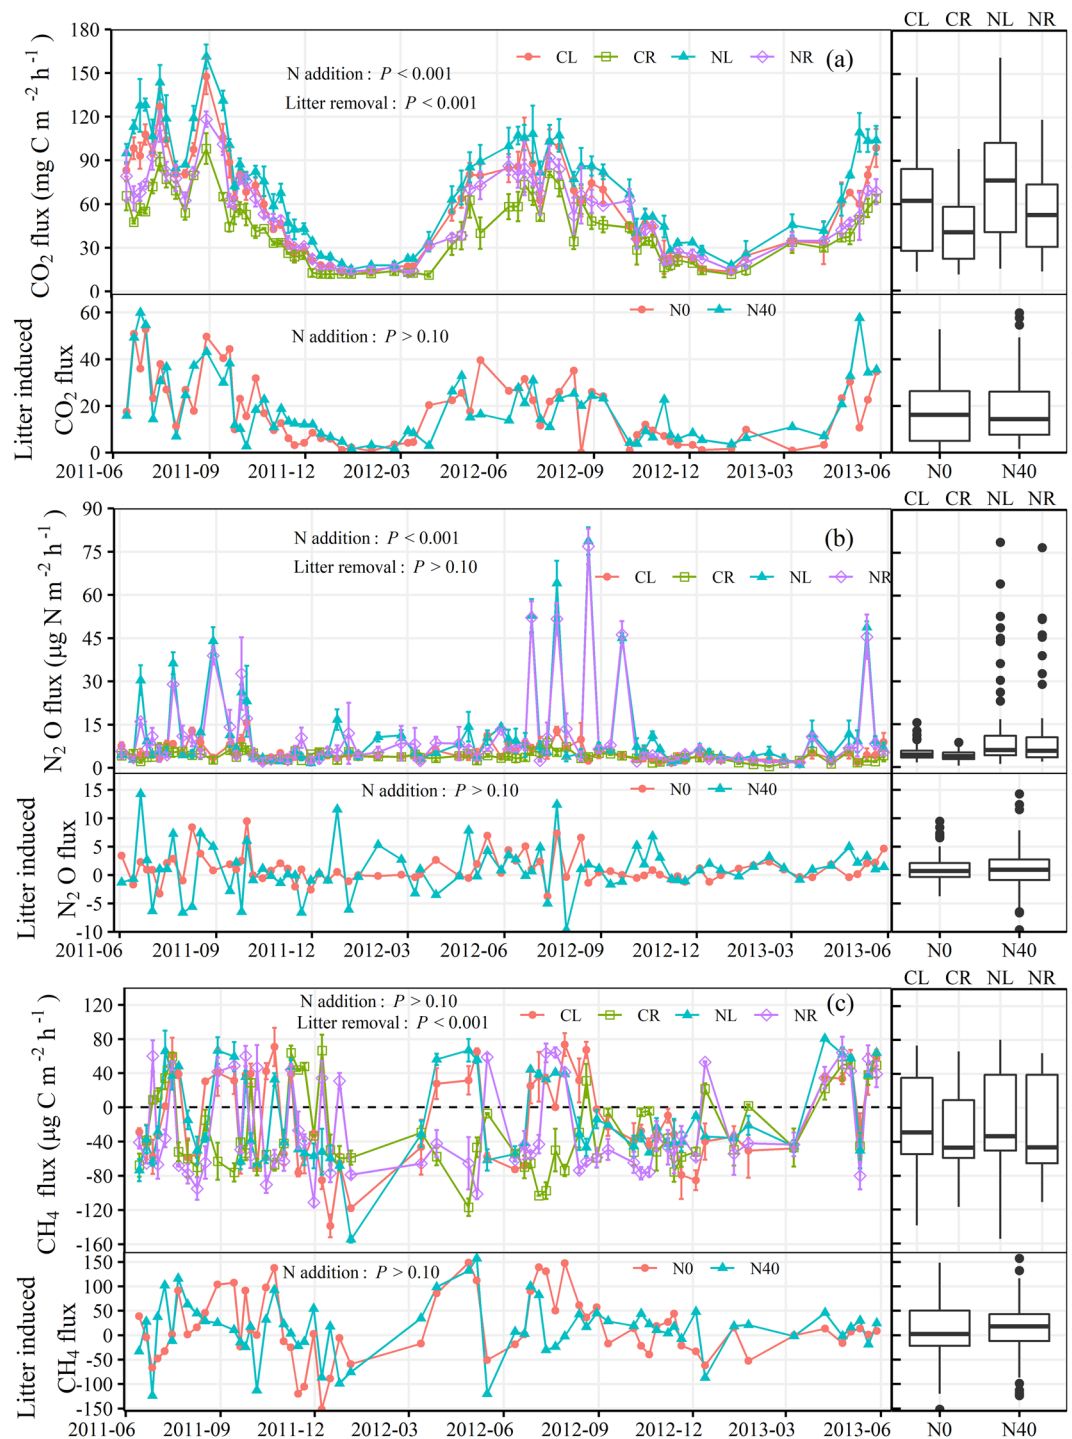 CL CR NL NR
180
150
120
90
60
30
0
CO2 flux (mg C m -2 h-1 )
CL CR NL NR (a)
N addition : P < 0.001
Litter removal : P < 0.001
60
40
20
0
Litter induced
CO2 flux
N0 N40
N addition : P > 0.10
2011-06 2011-09 2011-12 2012-03 2012-06 2012-09 2012-12 2013-03 2013-06 N0 N40
CL CR NL NR
90
75
60
45
30
15
0
N2 O flux (μg N m -2 h -1 )
N addition : P < 0.001 (b)
Litter removal : P > 0.10
CL CR NL NR
15
10
5
0
-5
-10
Litter induced
N2 O flux
N addition : P > 0.10 N0 N40
2011-06 2011-09 2011-12 2012-03 2012-06 2012-09 2012-12 2013-03 2013-06 N0 N40
CL CR NL NR
120
80
40
0
-40
-80
-120
-160
CH4 flux (μg C m -2 h -1 )
N addition : P > 0.10 (c)
Litter removal : P < 0.001 CL CR NL NR
150
100
50
0
-50
-100
-150
Litter induced
CH4 flux
N addition : P > 0.10 N0 N40
2011-06 2011-09 2011-12 2012-03 2012-06 2012-09 2012-12 2013-03 2013-06 N0 N40